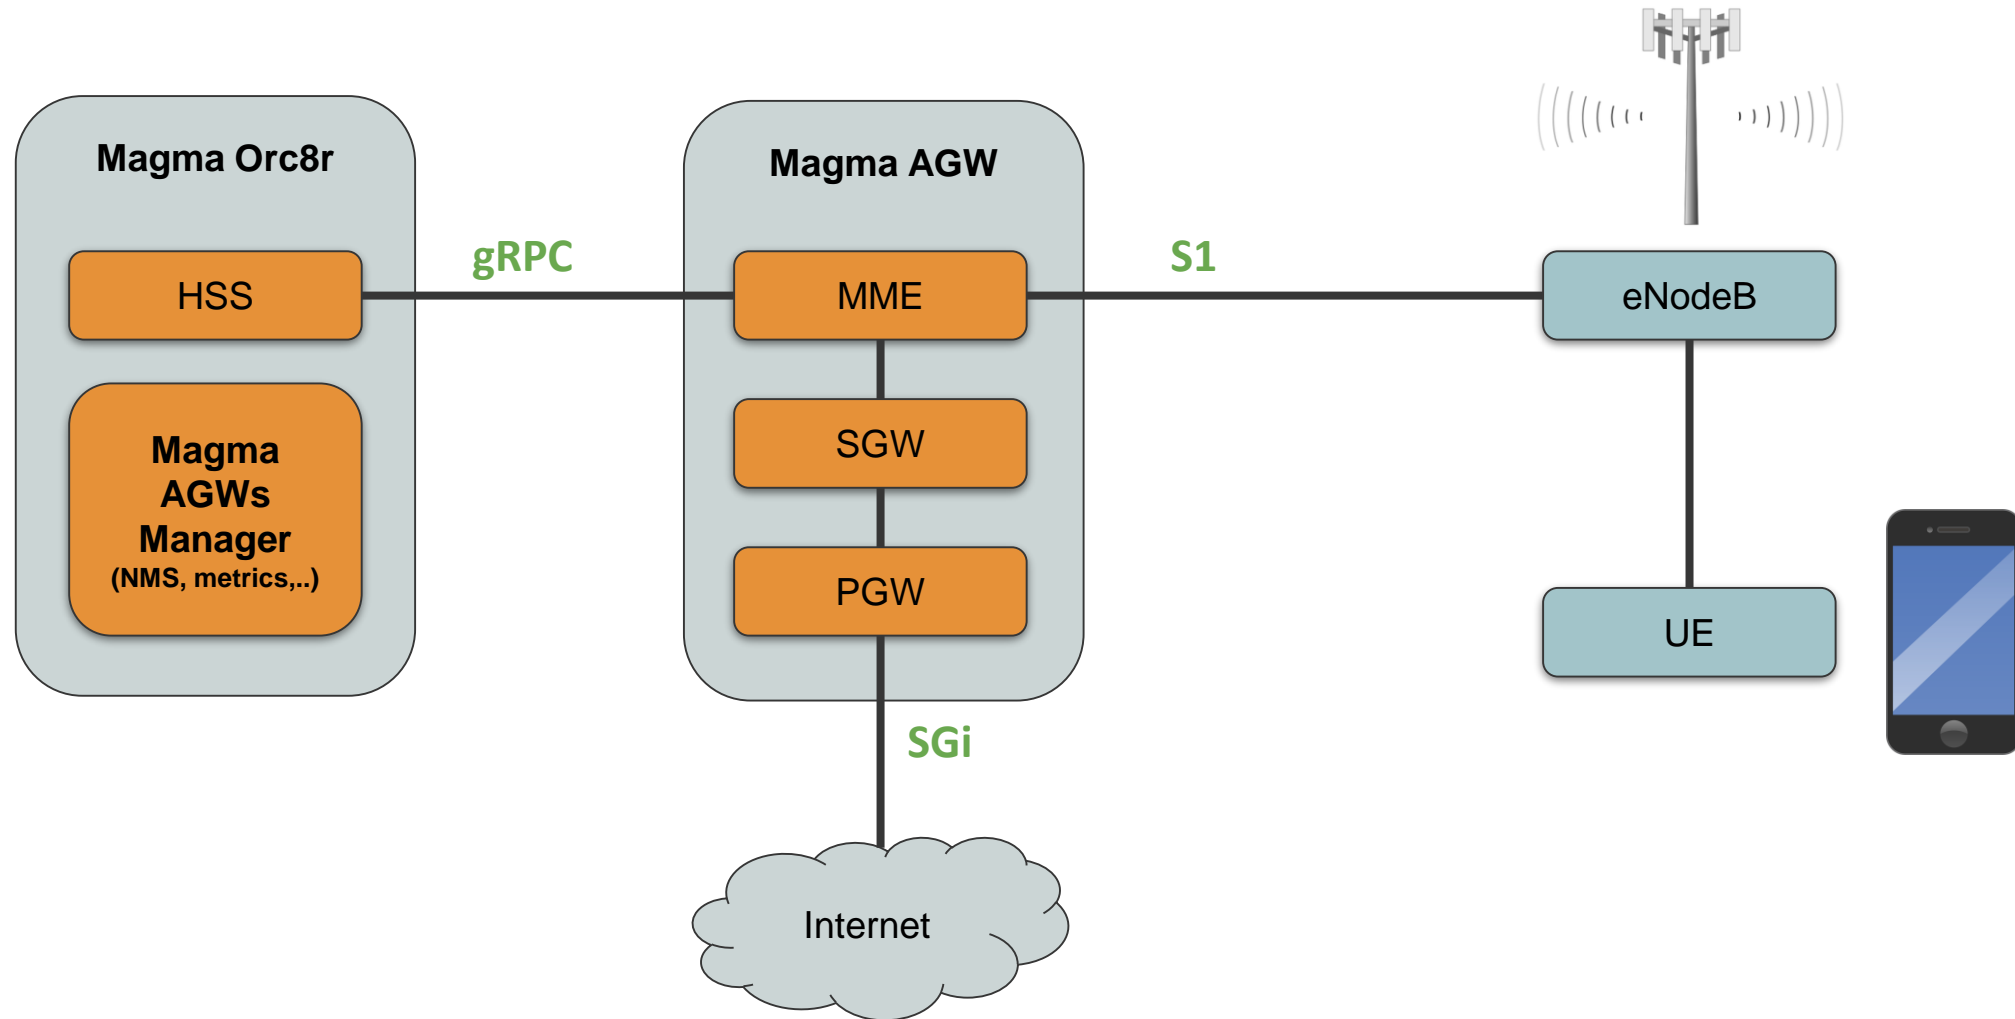 Magma Orc8r
HSS
Magma
AGWs
Manager
(NMS, metrics,..)
gRPC
Magma AGW
MME
SGW
PGW
SGi
Internet
S1
eNodeB
UE